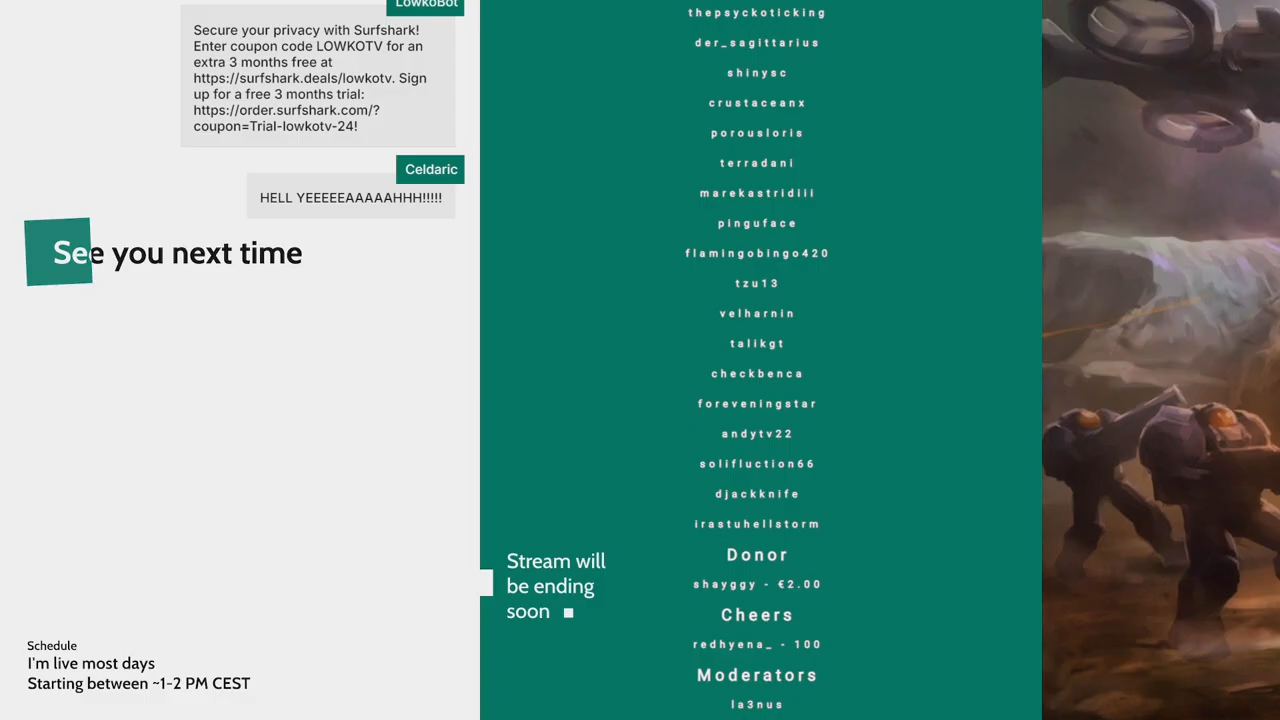 LowkoBot
Secure your privacy with Surfshark!
Enter coupon code LOWKOTV for an
extra 3 months free at
https://surfshark.deals/lowkotv. Sign
up for a free 3 months trial:
https://order.surfshark.com/?
coupon=Trial-lowkotv-24!
Celdaric
HELL YEEEEEAAAAAHHH!!!!!
See you next time
Schedule
I'm live most days
Starting between ~1-2 PM CEST
Stream will
be ending
soon
thepsyckoticking
der_sagittarius
shinysc
crustaceanx
porousloris
terradani
marekastridiii
pinguface
flamingobingo420
tzu13
velharnin
talikgt
checkbenca
foreveningstar
andytv22
solifluction66
djackknife
irastuhellstorm
Donor
shayggy - €2.00
Cheers
redhyena_ - 100
Moderators
la3nus